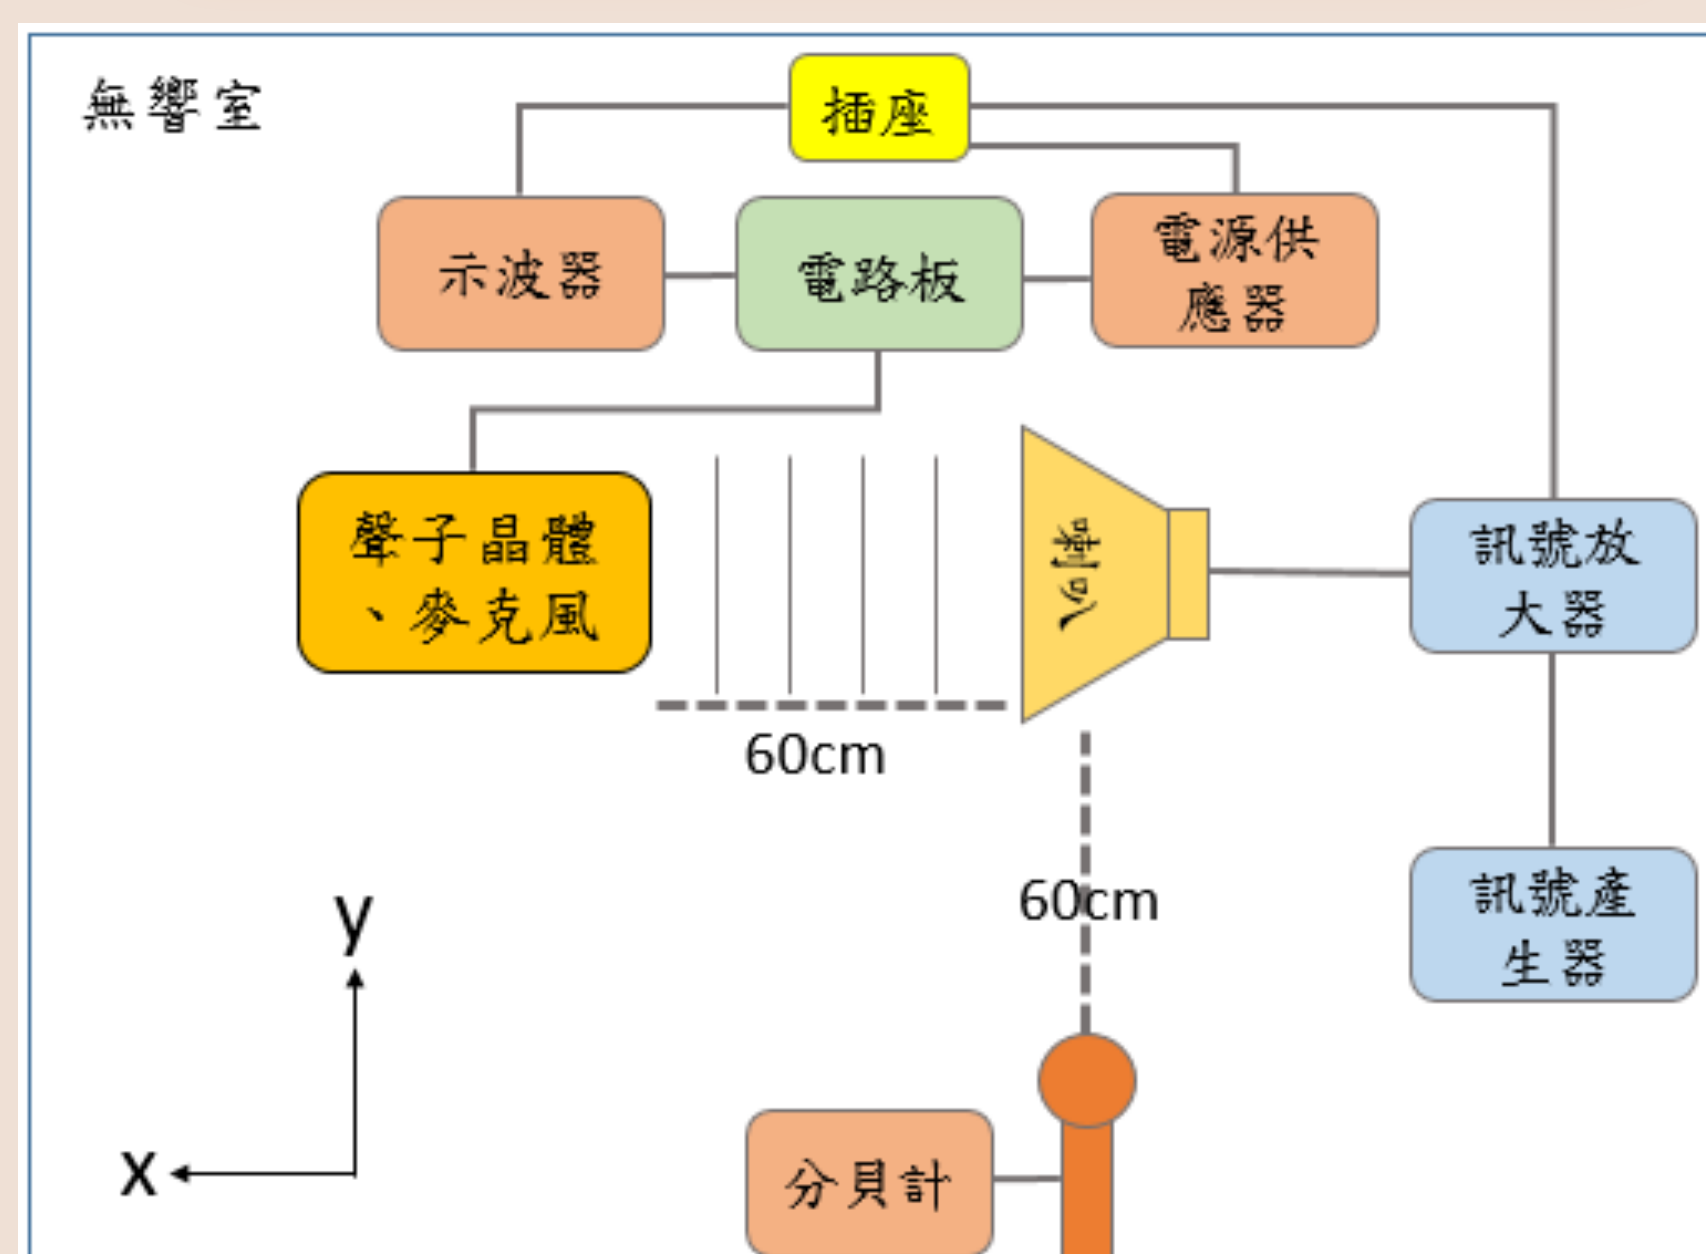 無響室
插座
示波器
電路板
電源供
應器
聲子晶體
、麥克風
喇叭
訊號放
大器
60cm
60cm
訊號產
生器
y
x
分貝計